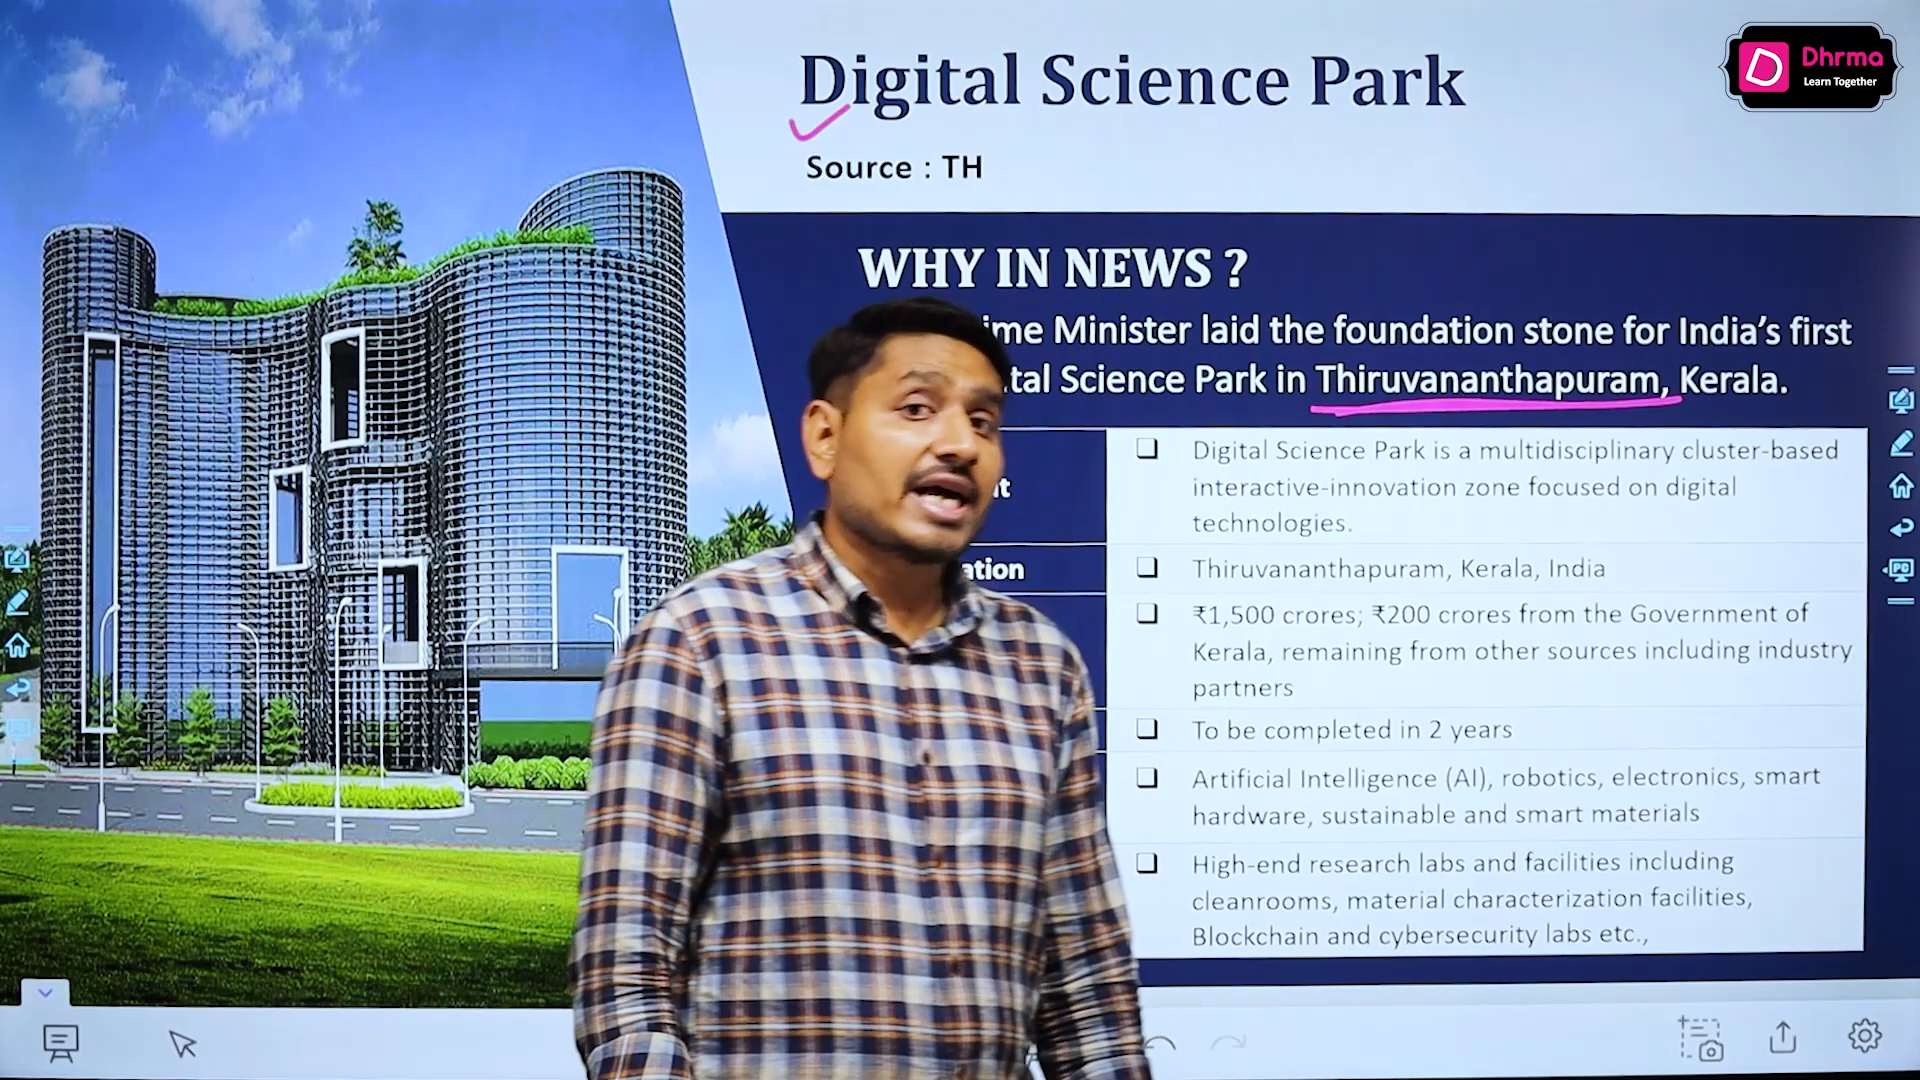 Digital Science Park
Dhrma
Learn Together
Source : TH
WHY IN NEWS ?
Minister laid the foundation stone for India's first
Science Park in Thiruvananthapuram, Kerala.
Digital Science Park is a multidisciplinary cluster-based
interactive-innovation zone focused on digital
technologies.
Thiruvananthapuram, Kerala, India
₹1,500 crores; ₹200 crores from the Government of
Kerala, remaining from other sources including industry
partners
To be completed in 2 years
Artificial Intelligence (AI), robotics, electronics, smart
hardware, sustainable and smart materials
High-end research labs and facilities including
cleanrooms, material characterization facilities,
Blockchain and cybersecurity labs etc.,
PC